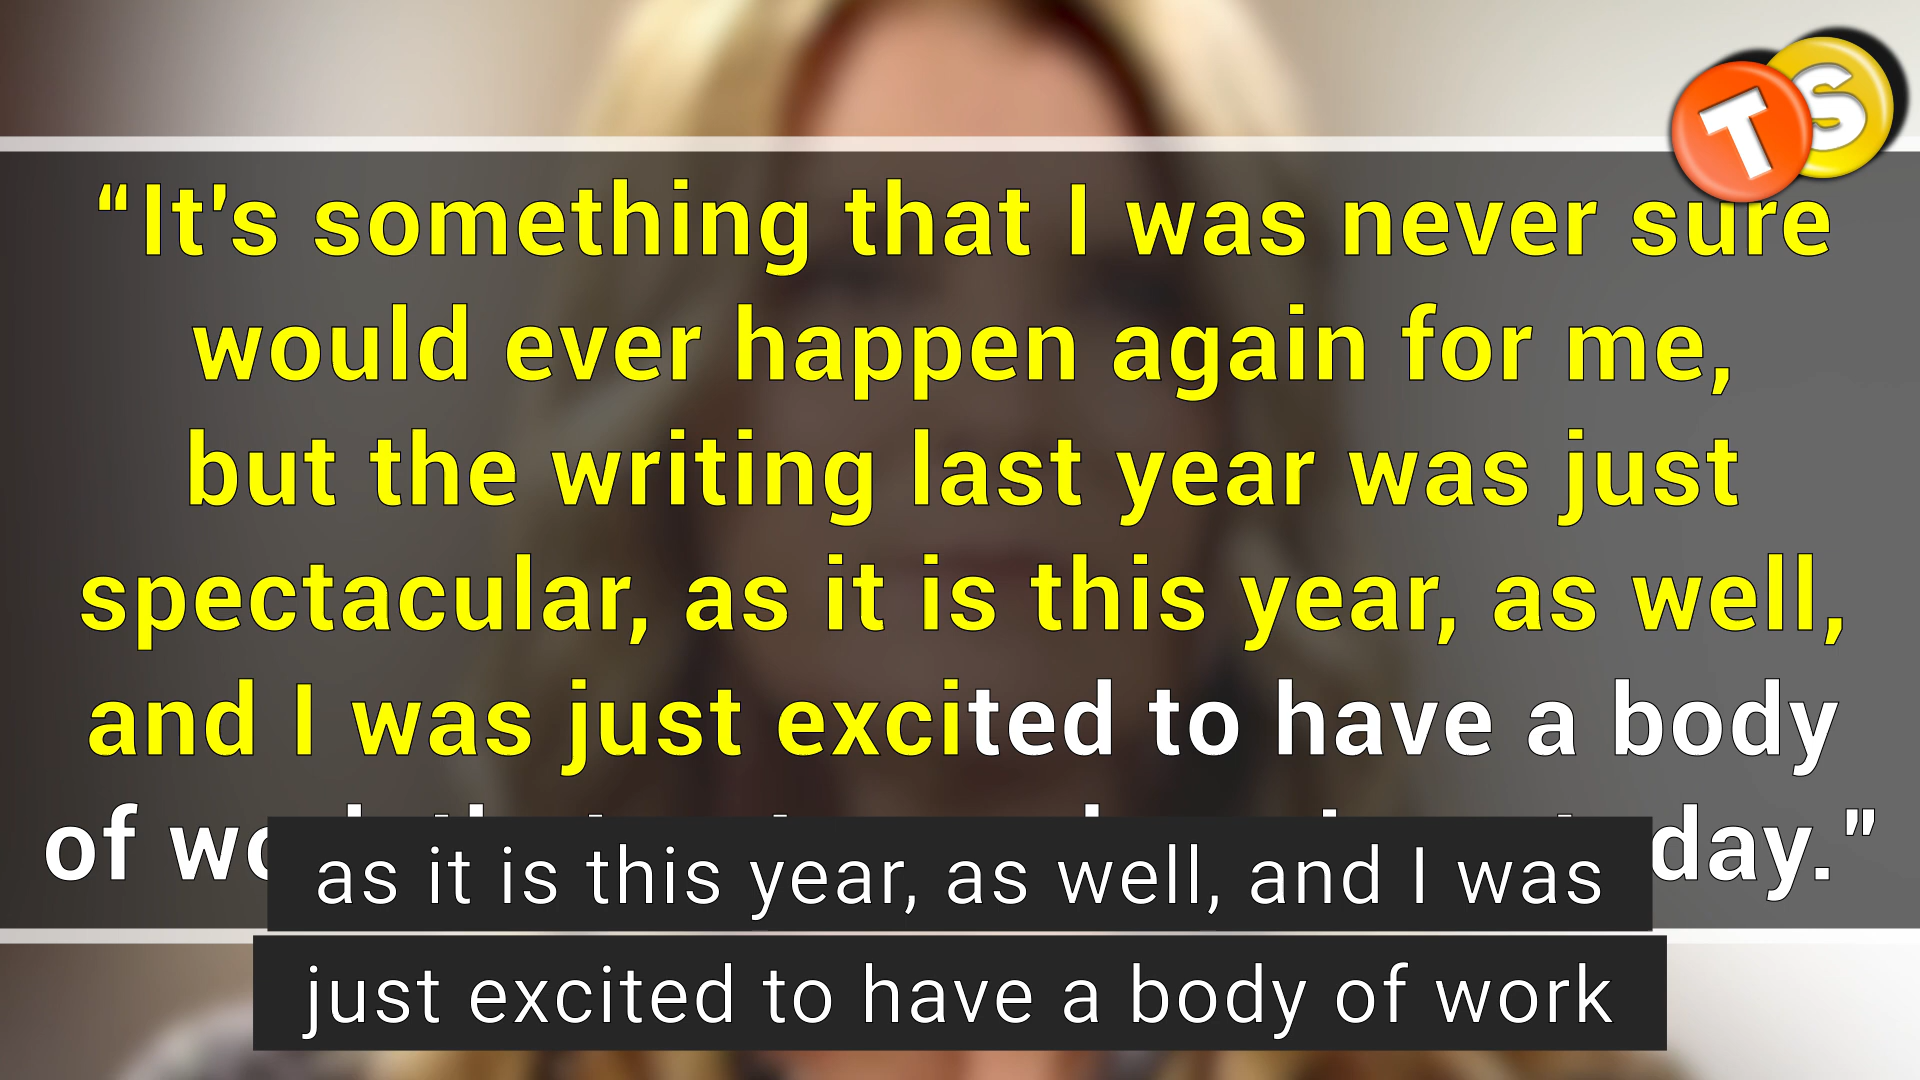 TS
“It's something that I was never sure
would ever happen again for me,
but the writing last year was just
spectacular, as it is this year, as well,
and I was just excited to have a body
of day.”
as it is this year, as well, and I was
just excited to have a body of work